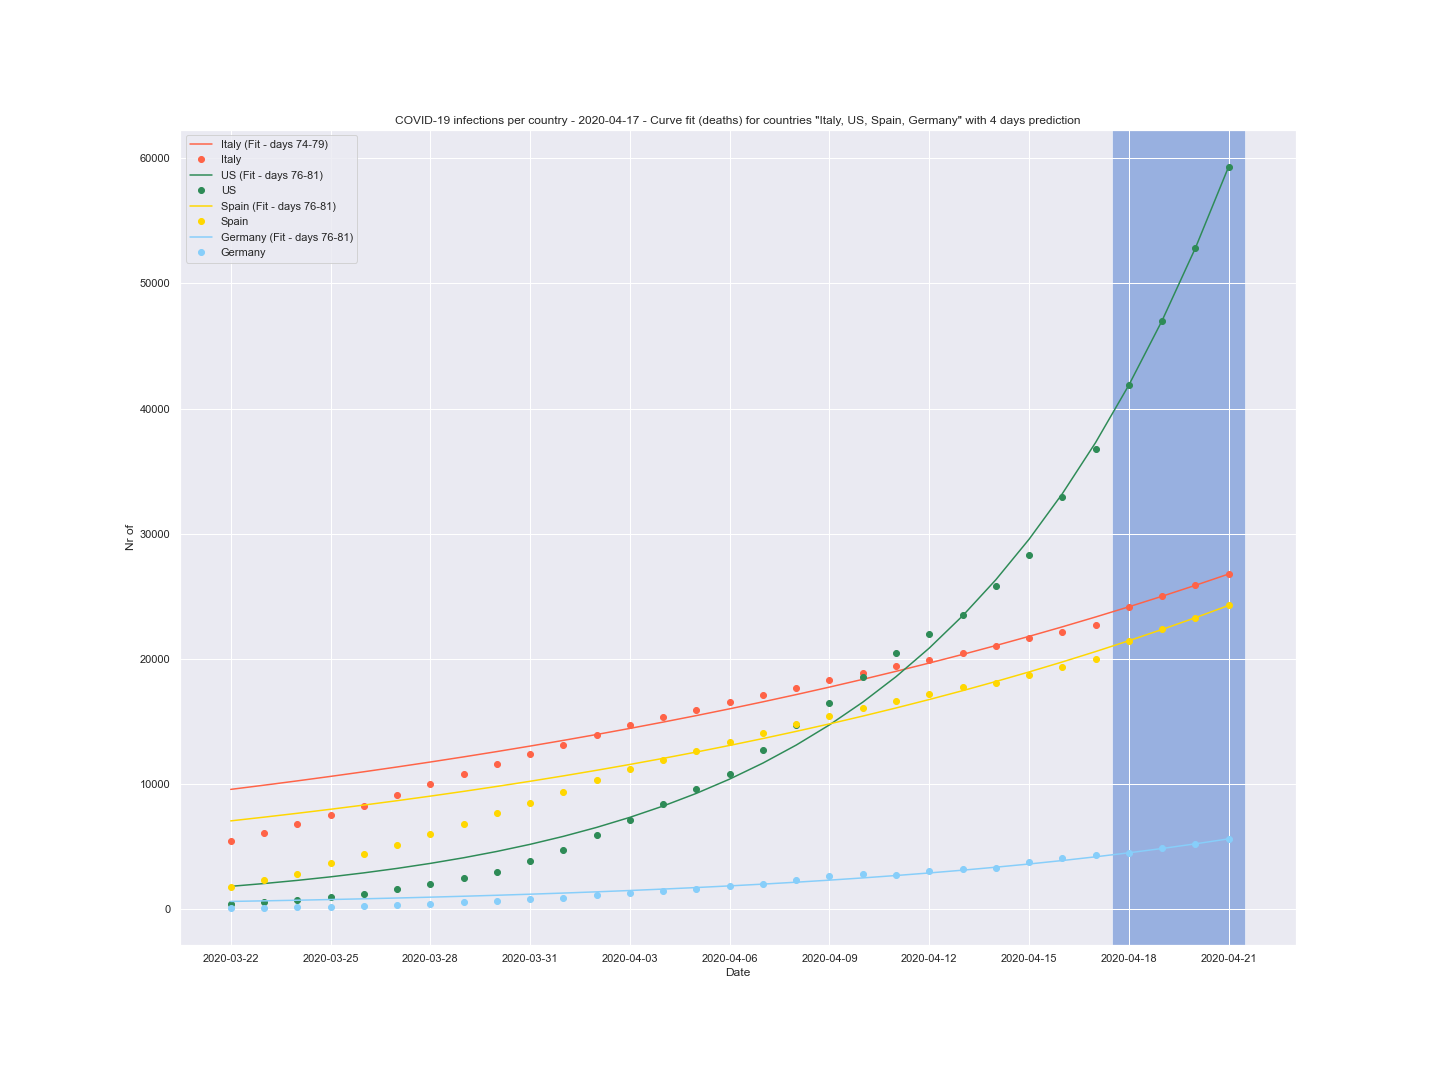 COVID-19 infections per country - 2020-04-17 - Curve fit (deaths) for countries "Italy, US, Spain, Germany" with 4 days prediction
Italy (Fit - days 74-79)
Italy
US (Fit - days 76-81)
US
Spain (Fit - days 76-81)
Spain
Germany (Fit - days 76-81)
Germany
60000
50000
40000
30000
20000
10000
0
Nr of
2020-03-22 2020-03-25 2020-03-28 2020-03-31 2020-04-03 2020-04-06 2020-04-09 2020-04-12 2020-04-15 2020-04-18 2020-04-21
Date